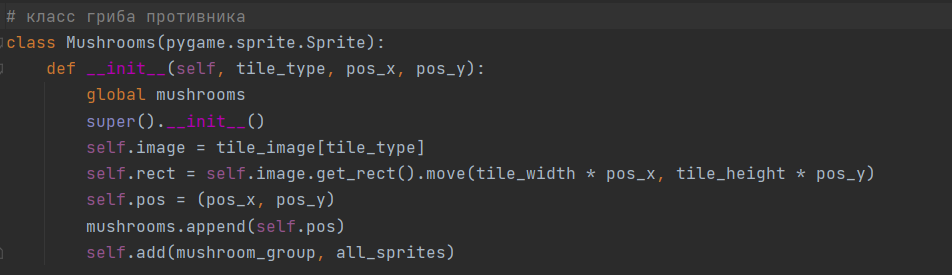 # класс гриба противника
class Mushrooms(pygame.sprite.Sprite):
    def __init__(self, tile_type, pos_x, pos_y):
        global mushrooms
        super().__init__()
        self.image = tile_image[tile_type]
        self.rect = self.image.get_rect().move(tile_width * pos_x, tile_height * pos_y)
        self.pos = (pos_x, pos_y)
        mushrooms.append(self.pos)
        self.add(mushroom_group, all_sprites)